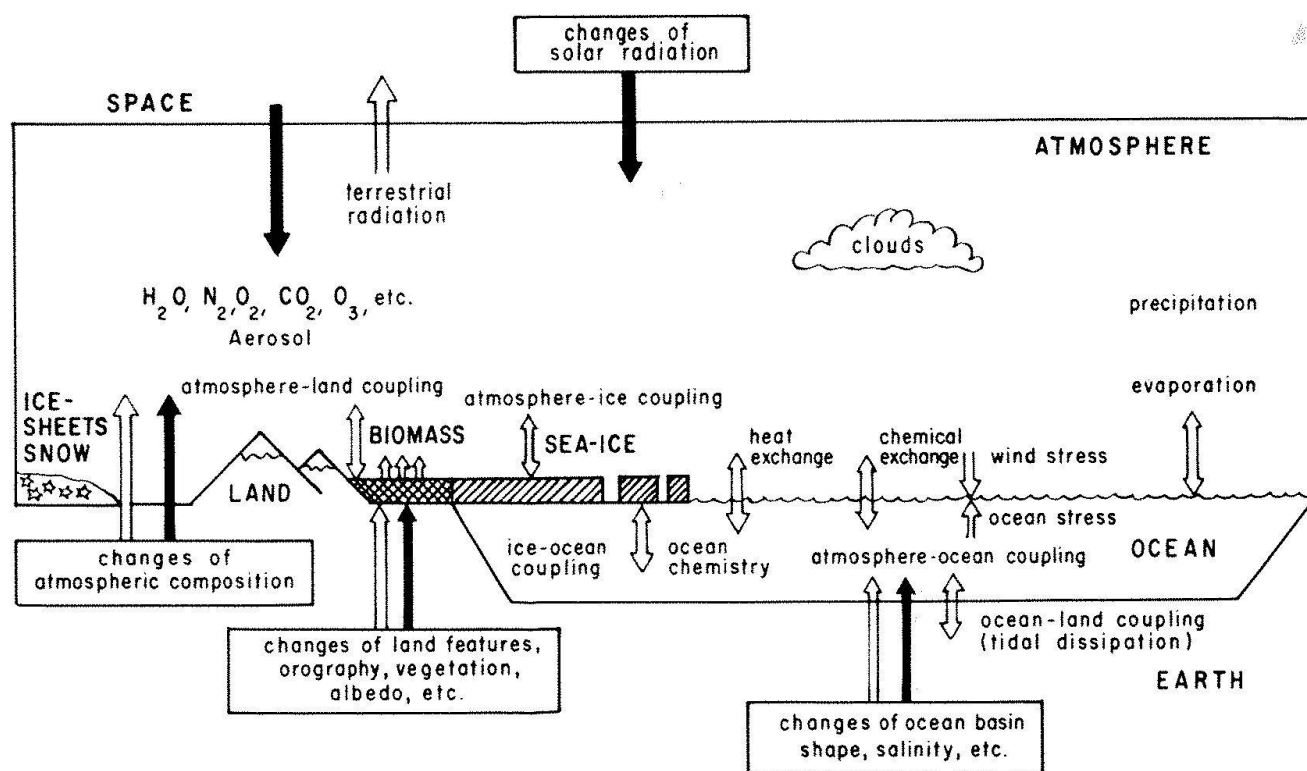 changes of
solar radiation
SPACE
ATMOSPHERE
terrestrial
radiation
clouds
H₂O, N₂,O₂, CO₂, O₃, etc.
Aerosol
precipitation
evaporation
atmosphere-land coupling
atmosphere-ice coupling
ICE-
SHEETS
SNOW
BIOMASS
SEA-ICE
heat
exchange
chemical
exchange
wind stress
LAND
ocean stress
OCEAN
ice-ocean
coupling
ocean
chemistry
atmosphere-ocean coupling
changes of
atmospheric composition
ocean-land coupling
(tidal dissipation)
EARTH
changes of land features,
orography, vegetation,
albedo, etc.
changes of ocean basin
shape, salinity, etc.